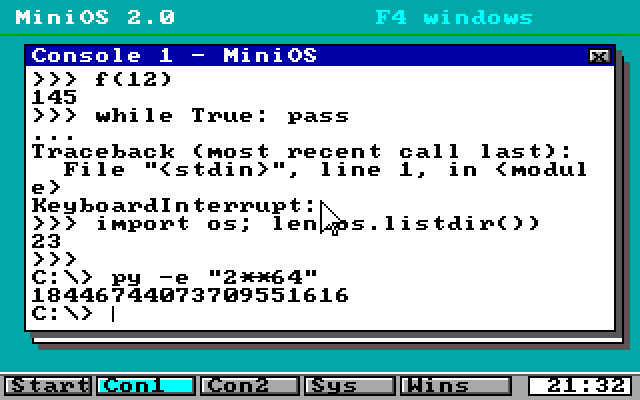 MiniOS 2.0 F4 windows
Console 1 - MiniOS
>>> f(12)
145
>>> while True: pass
...
Traceback (most recent call last):
File "<stdin>", line 1, in <modul
e>
KeyboardInterrupt:
>>> import os; len(os.listdir())
23
>>>
C:\> py -e "2**64"
18446744073709551616
C:\>
Start Con1 Con2 Sys Wins 21:32